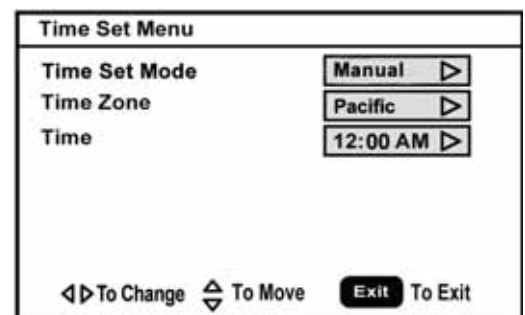 Time Set Menu
Time Set Mode Manual
Time Zone Pacific
Time 12:00 AM
To Change To Move Exit To Exit